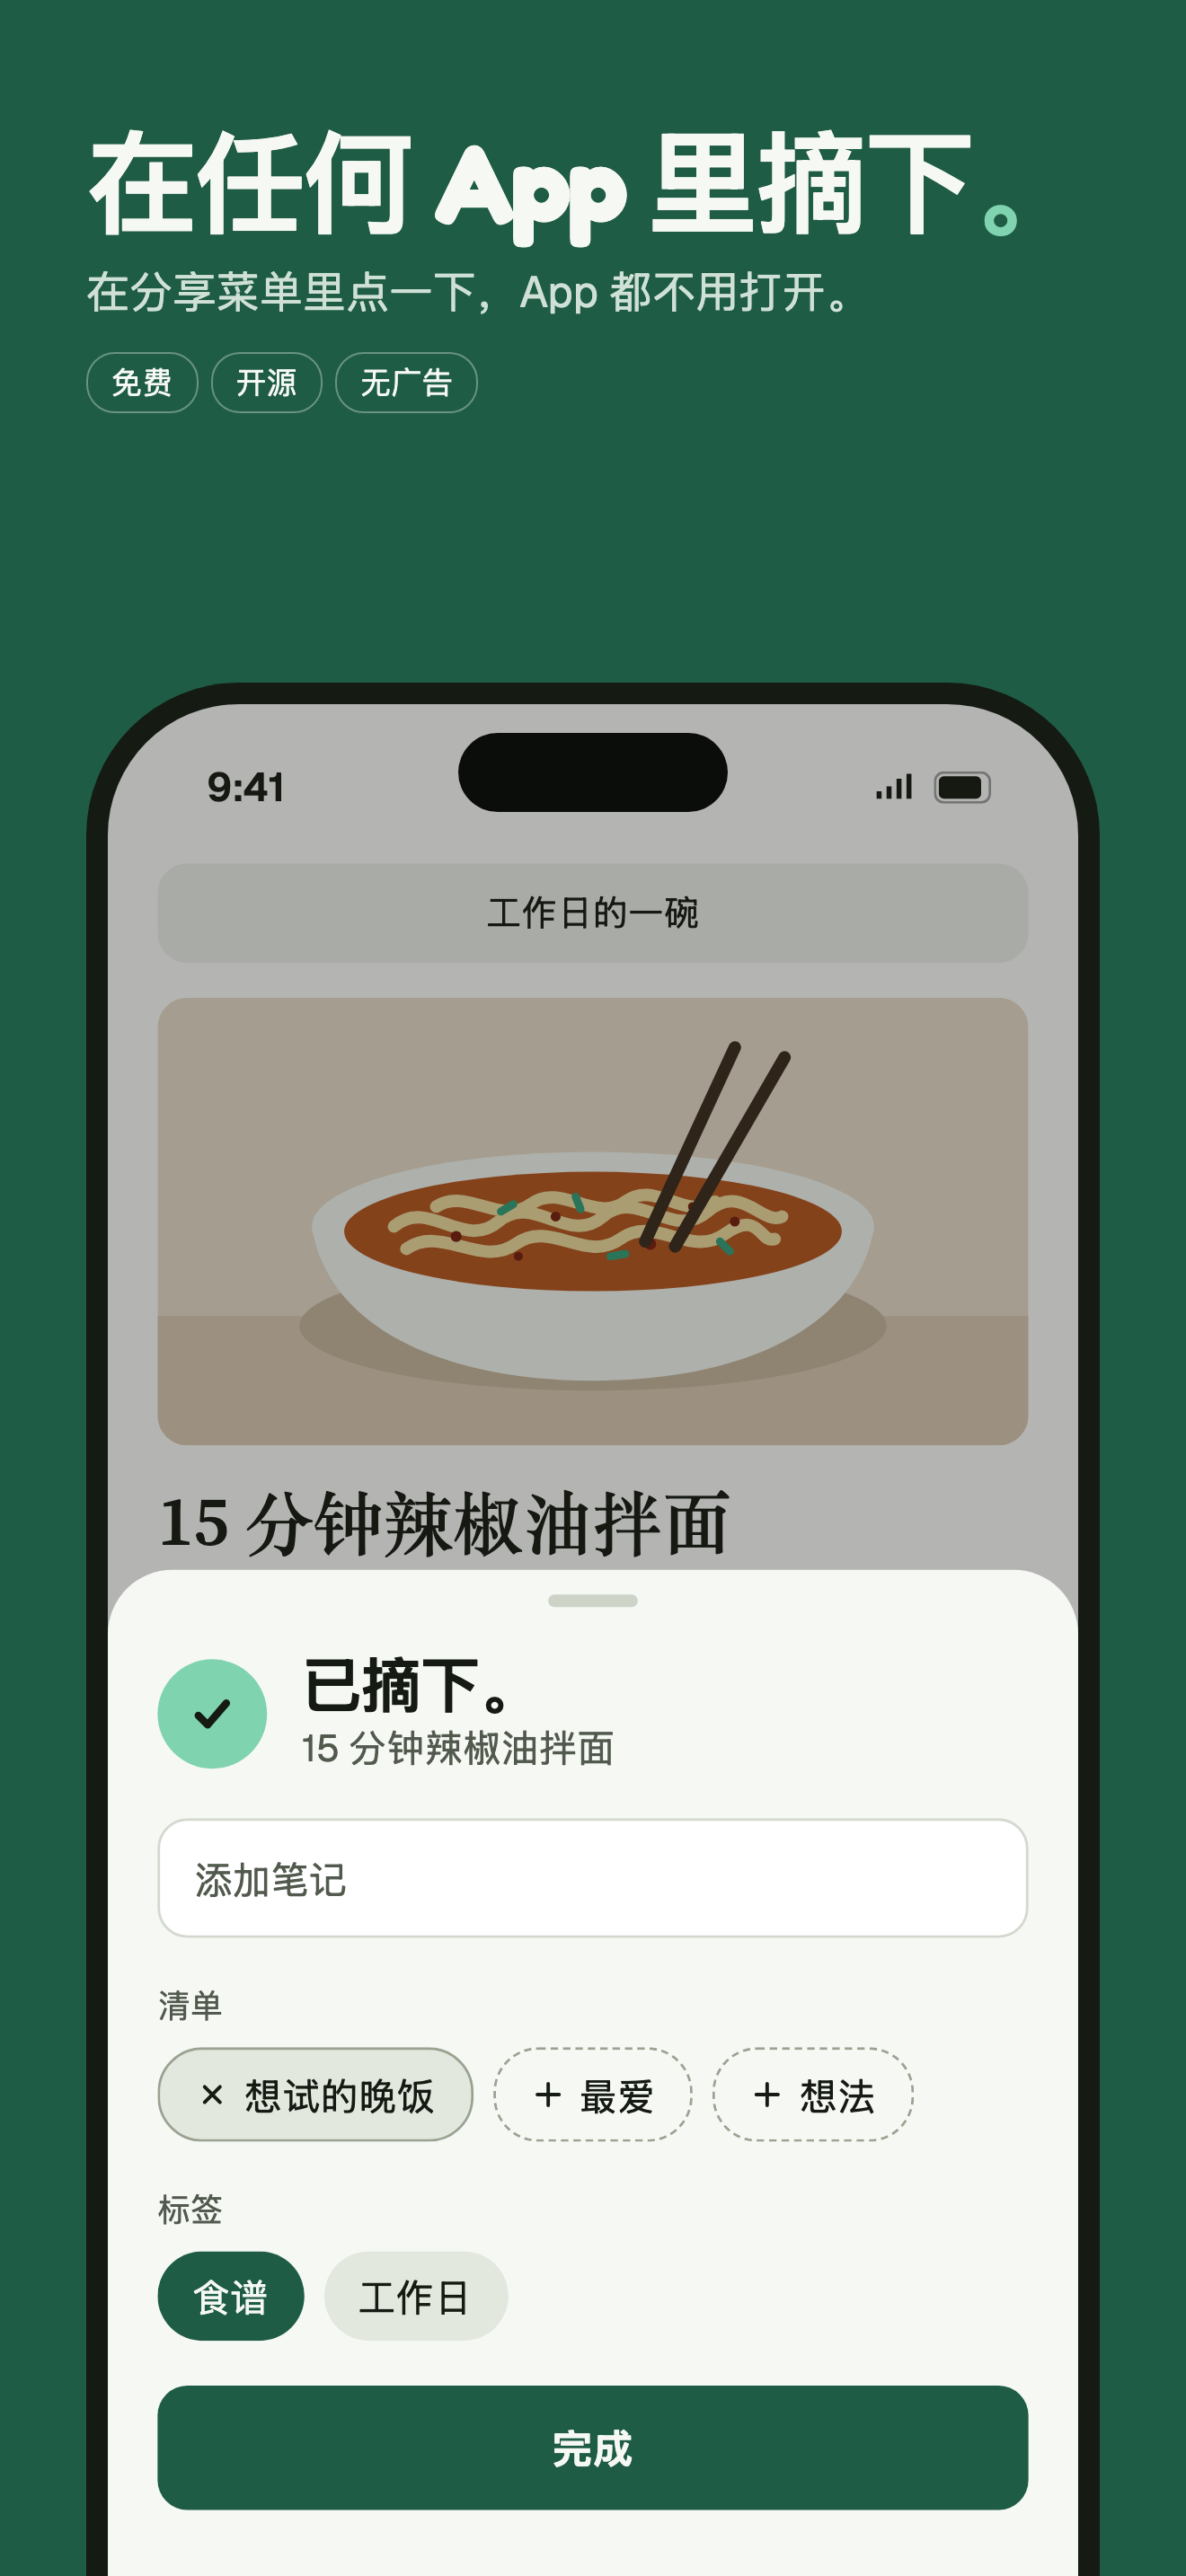 在任何 App 里摘下。
在分享菜单里点一下，App 都不用打开。
免费 开源 无广告
9:41
工作日的一碗
15 分钟辣椒油拌面
已摘下。
15 分钟辣椒油拌面
添加笔记
清单
× 想试的晚饭 + 最爱 + 想法
标签
食谱 工作日
完成